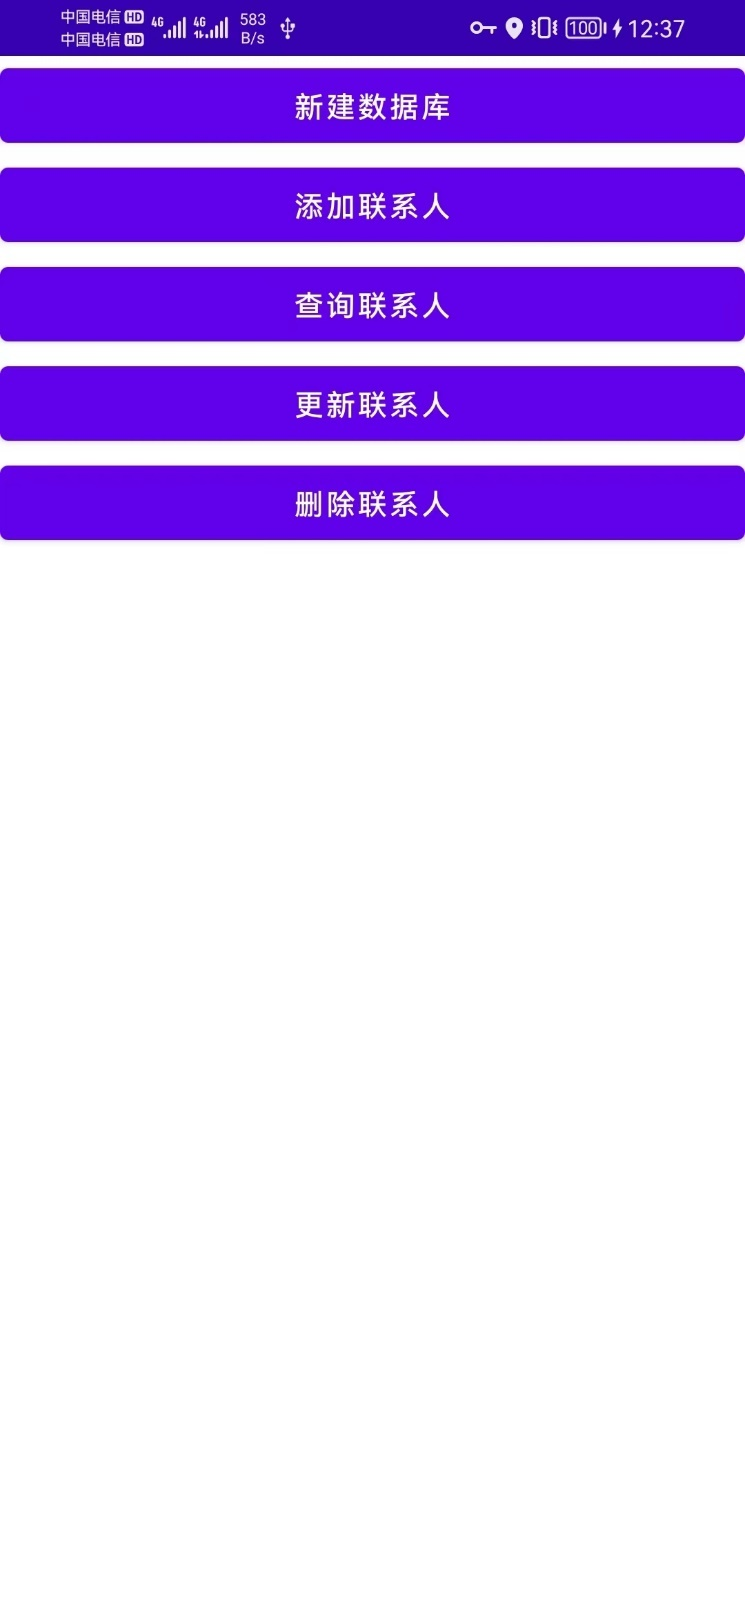 中国电信 HD 4G 4G 583 100 12:37
中国电信 HD B/s
新建数据库
添加联系人
查询联系人
更新联系人
删除联系人